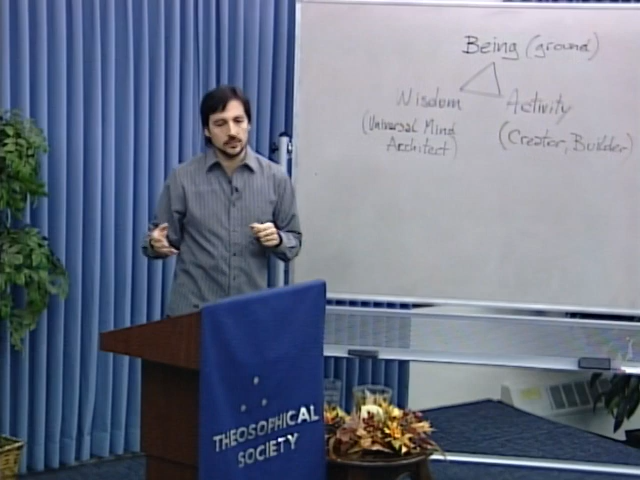 Being (ground)
Wisdom
Activity
(Universal Mind
Architect)
(Creator, Builder)
THEOSOPHICAL
SOCIETY